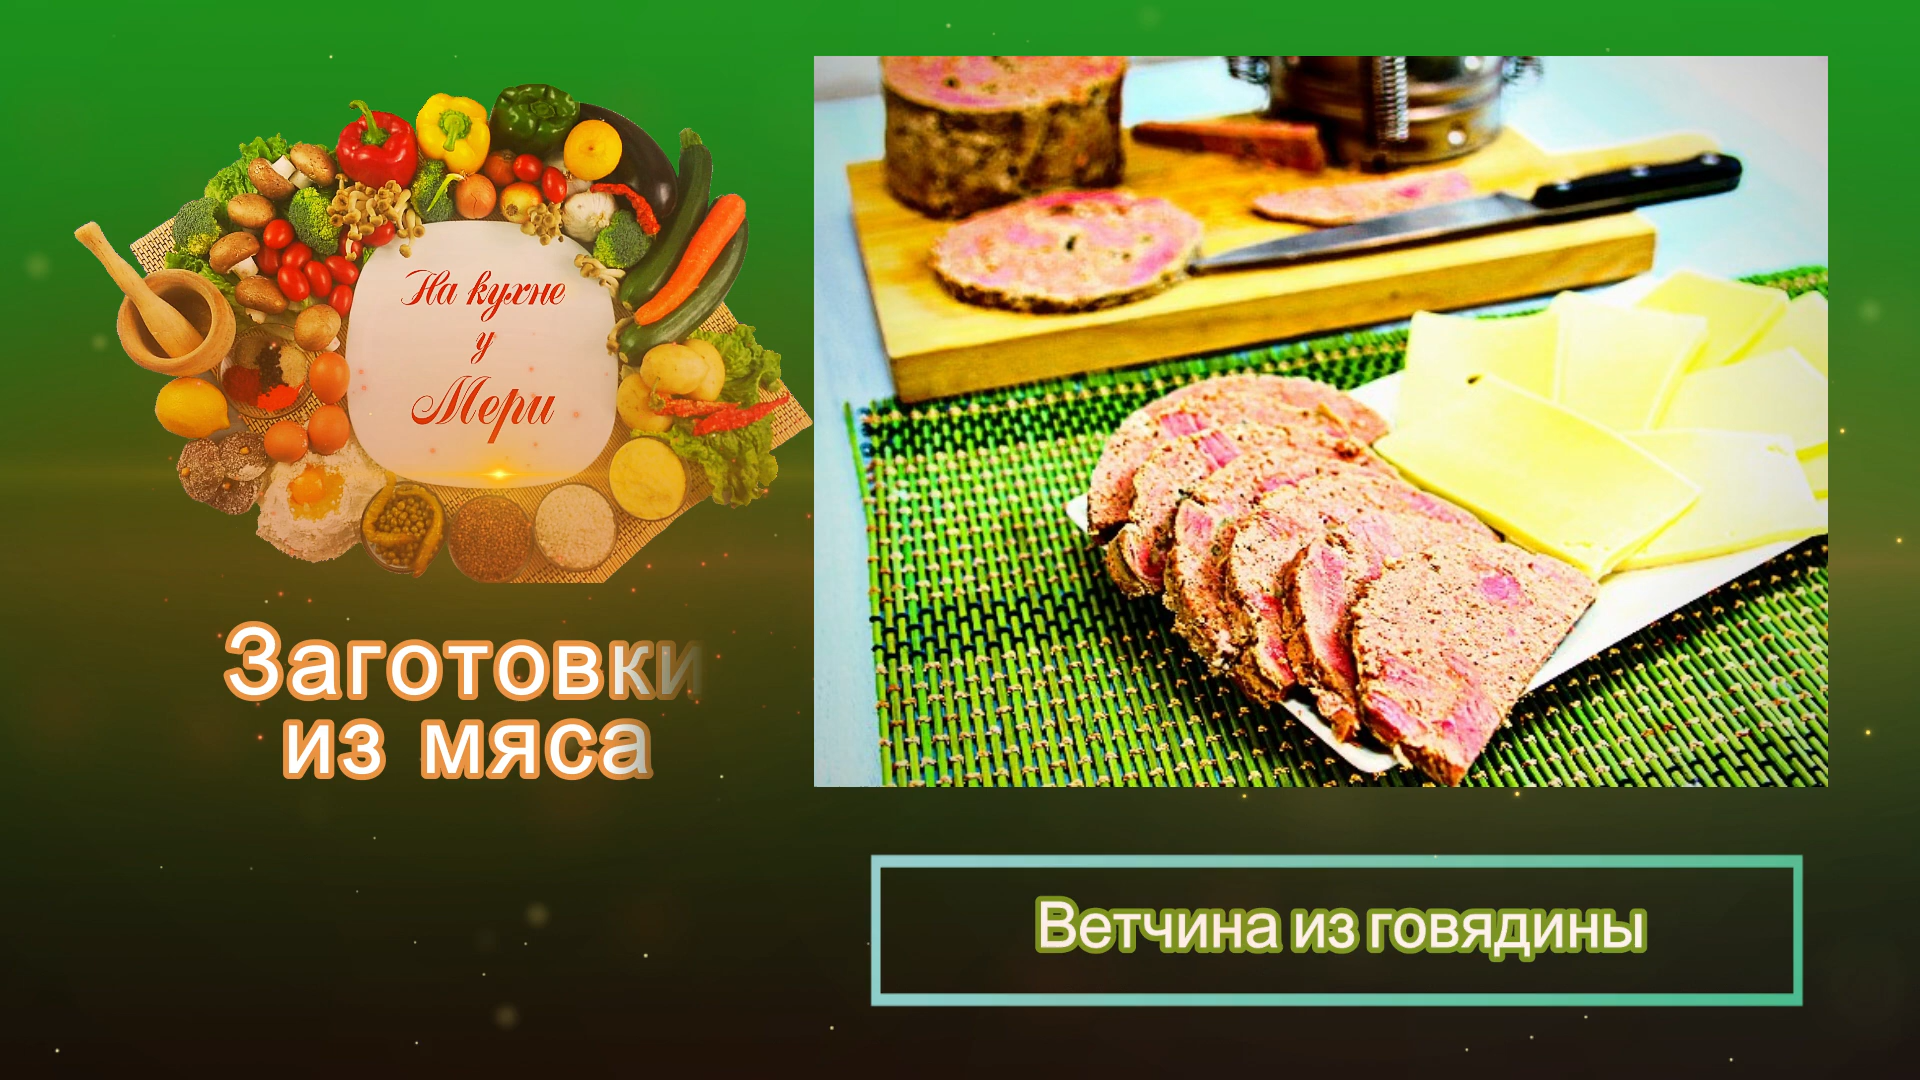 На кухне
у
Мери
Заготовки
из мяса
Ветчина из говядины